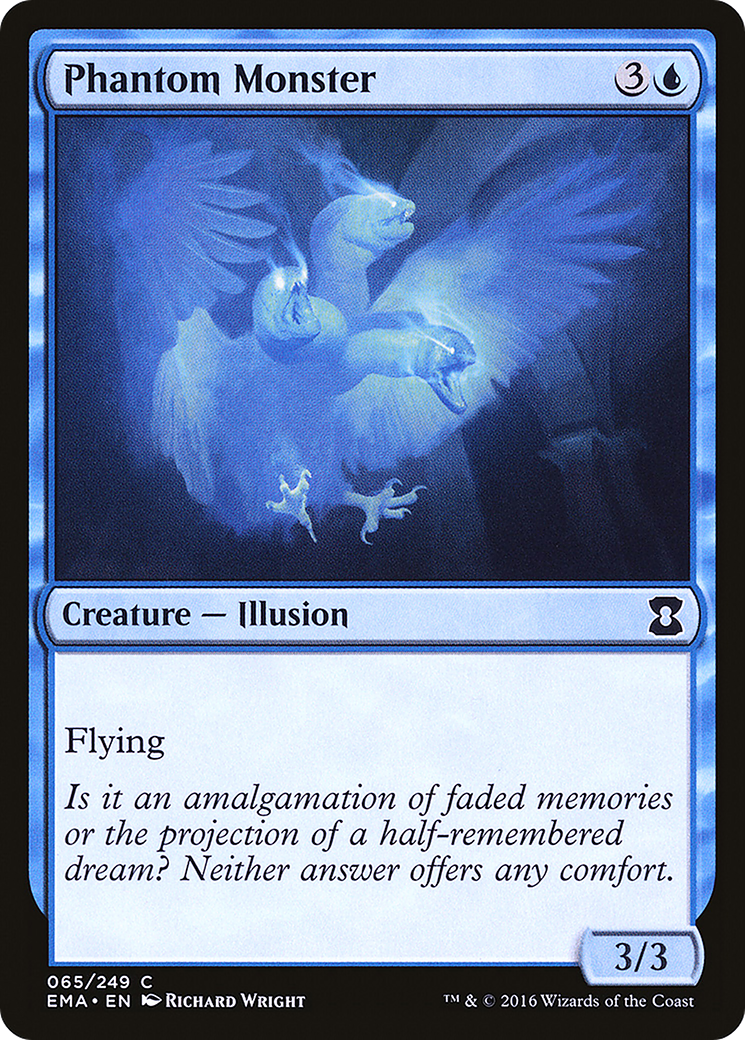 Phantom Monster 3
Creature — Illusion
Flying
Is it an amalgamation of faded memories
or the projection of a half-remembered
dream? Neither answer offers any comfort.
3/3
065/249 C
EMA • EN Richard Wright ™ & © 2016 Wizards of the Coast